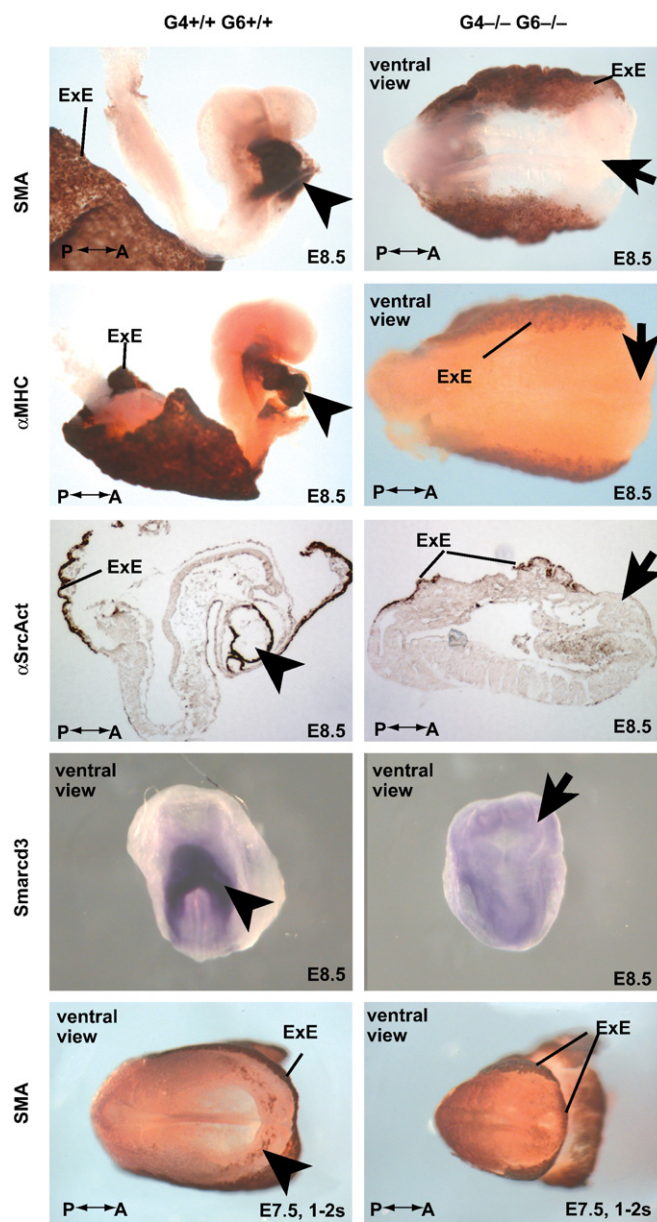 G4+/+ G6+/+
G4–/– G6–/–
SMA
ExE
P A
E8.5
ventral
view
ExE
P A
E8.5
αMHC
ExE
P A
E8.5
ventral
view
ExE
P A
E8.5
αSrcAct
ExE
P A
E8.5
ExE
P A
E8.5
Smarcd3
ventral
view
E8.5
ventral
view
E8.5
SMA
ventral
view
ExE
P A
E7.5, 1-2s
ventral
view
ExE
P A
E7.5, 1-2s